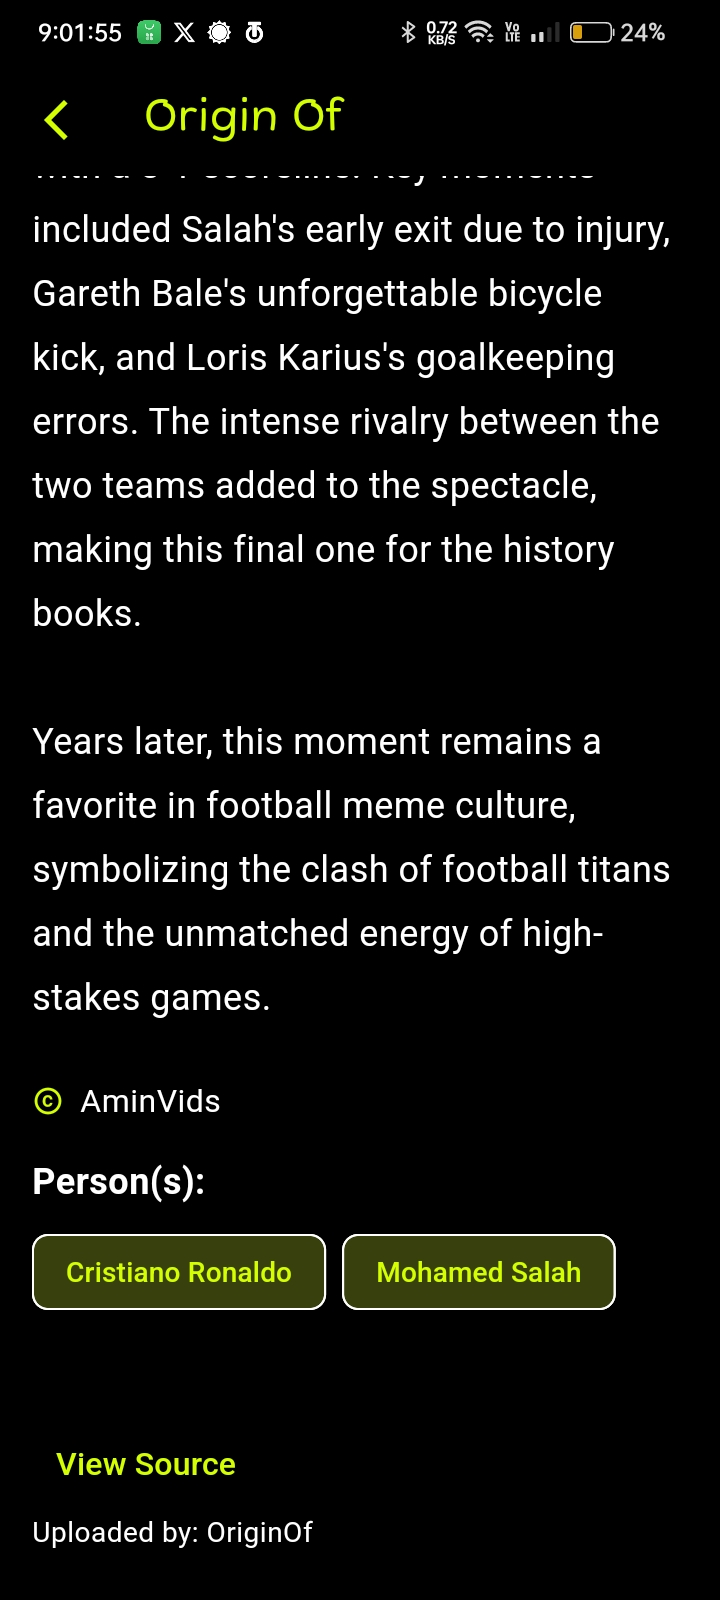 9:01:55
0.72 KB/S
Vo LTE
24%
Origin Of
included Salah's early exit due to injury,
Gareth Bale's unforgettable bicycle
kick, and Loris Karius's goalkeeping
errors. The intense rivalry between the
two teams added to the spectacle,
making this final one for the history
books.
Years later, this moment remains a
favorite in football meme culture,
symbolizing the clash of football titans
and the unmatched energy of high-
stakes games.
© AminVids
Person(s):
Cristiano Ronaldo
Mohamed Salah
View Source
Uploaded by: OriginOf